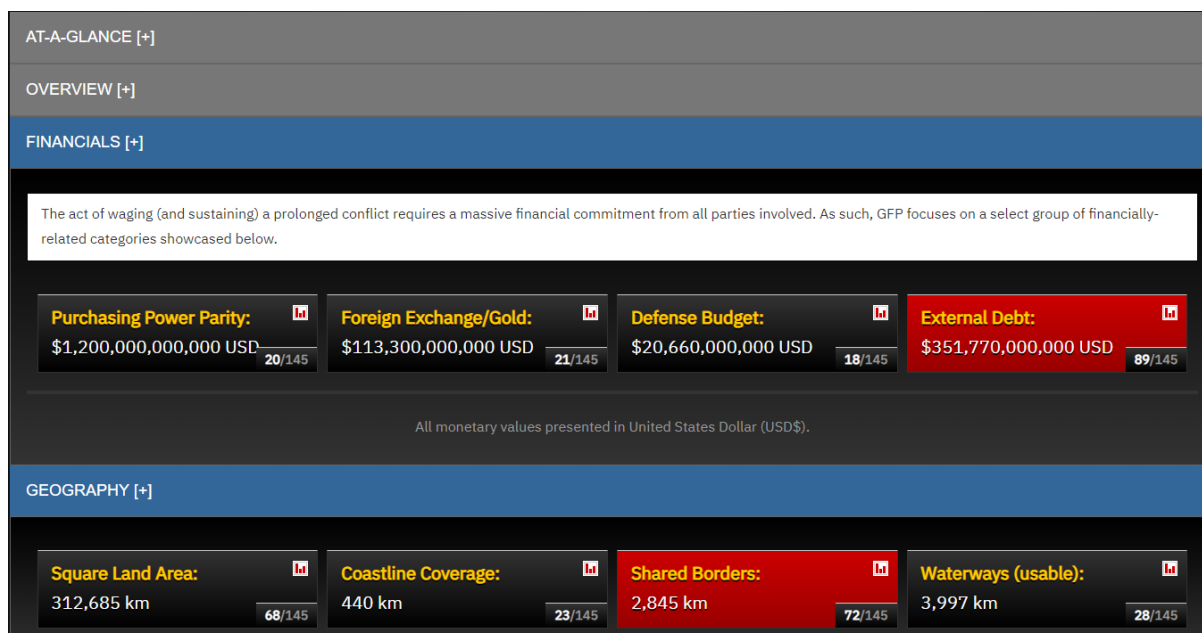 AT-A-GLANCE [+]
OVERVIEW [+]
FINANCIALS [+]
The act of waging (and sustaining) a prolonged conflict requires a massive financial commitment from all parties involved. As such, GFP focuses on a select group of financially-
related categories showcased below.
Purchasing Power Parity:
$1,200,000,000,000 USD
20/145
Foreign Exchange/Gold:
$113,300,000,000 USD
21/145
Defense Budget:
$20,660,000,000 USD
18/145
External Debt:
$351,770,000,000 USD
89/145
All monetary values presented in United States Dollar (USD$).
GEOGRAPHY [+]
Square Land Area:
312,685 km
68/145
Coastline Coverage:
440 km
23/145
Shared Borders:
2,845 km
72/145
Waterways (usable):
3,997 km
28/145